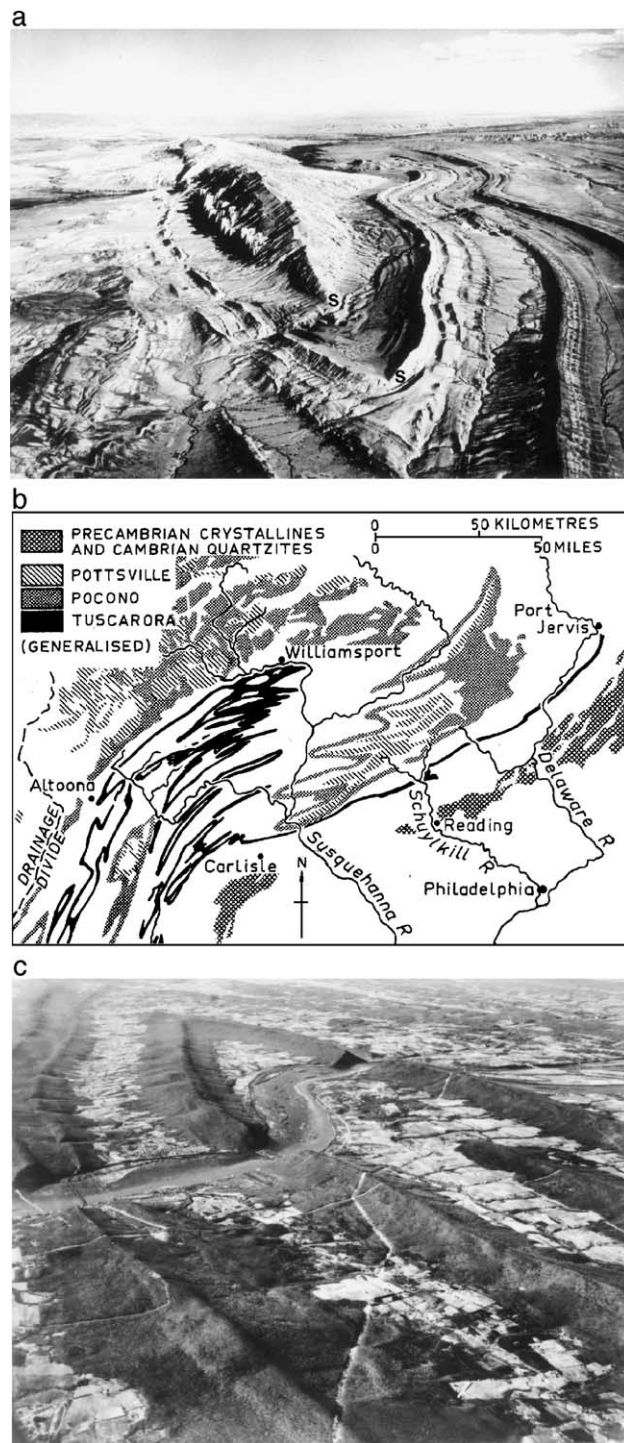 a
S
S
b
PRECAMBRIAN CRYSTALLINES
AND CAMBRIAN QUARTZITES
POTTSVILLE
POCONO
TUSCARORA
(GENERALISED)
0 50 KILOMETRES
0 50 MILES
Port
Jervis
Williamsport
Altoona
DRAINAGE
DIVIDE
Carlisle
N
Susquehanna R
Schuylkill R
Reading
Delaware R
Philadelphia
c